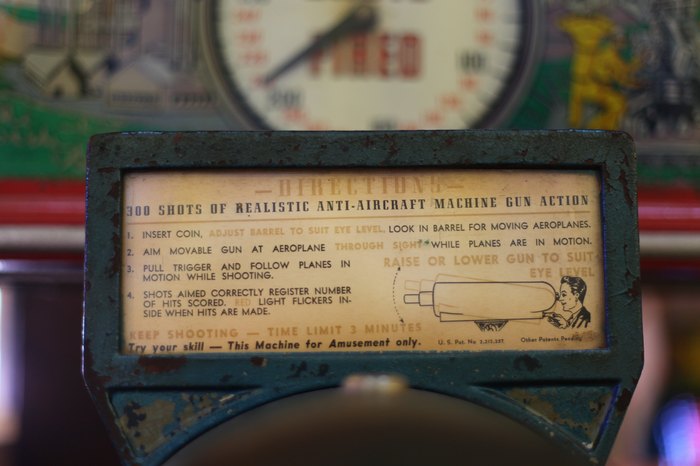 FIRED
— DIRECTIONS —
300 SHOTS OF REALISTIC ANTI-AIRCRAFT MACHINE GUN ACTION
1. INSERT COIN, ADJUST BARREL TO SUIT EYE LEVEL. LOOK IN BARREL FOR MOVING AEROPLANES.
2. AIM MOVABLE GUN AT AEROPLANE THROUGH SIGHT WHILE PLANES ARE IN MOTION.
3. PULL TRIGGER AND FOLLOW PLANES IN
MOTION WHILE SHOOTING.
4. SHOTS AIMED CORRECTLY REGISTER NUMBER
OF HITS SCORED. RED LIGHT FLICKERS IN-
SIDE WHEN HITS ARE MADE.
RAISE OR LOWER GUN TO SUIT
EYE LEVEL
KEEP SHOOTING — TIME LIMIT 3 MINUTES
Try your skill — This Machine for Amusement only.
U. S. Pat. No.
Other Patents Pending